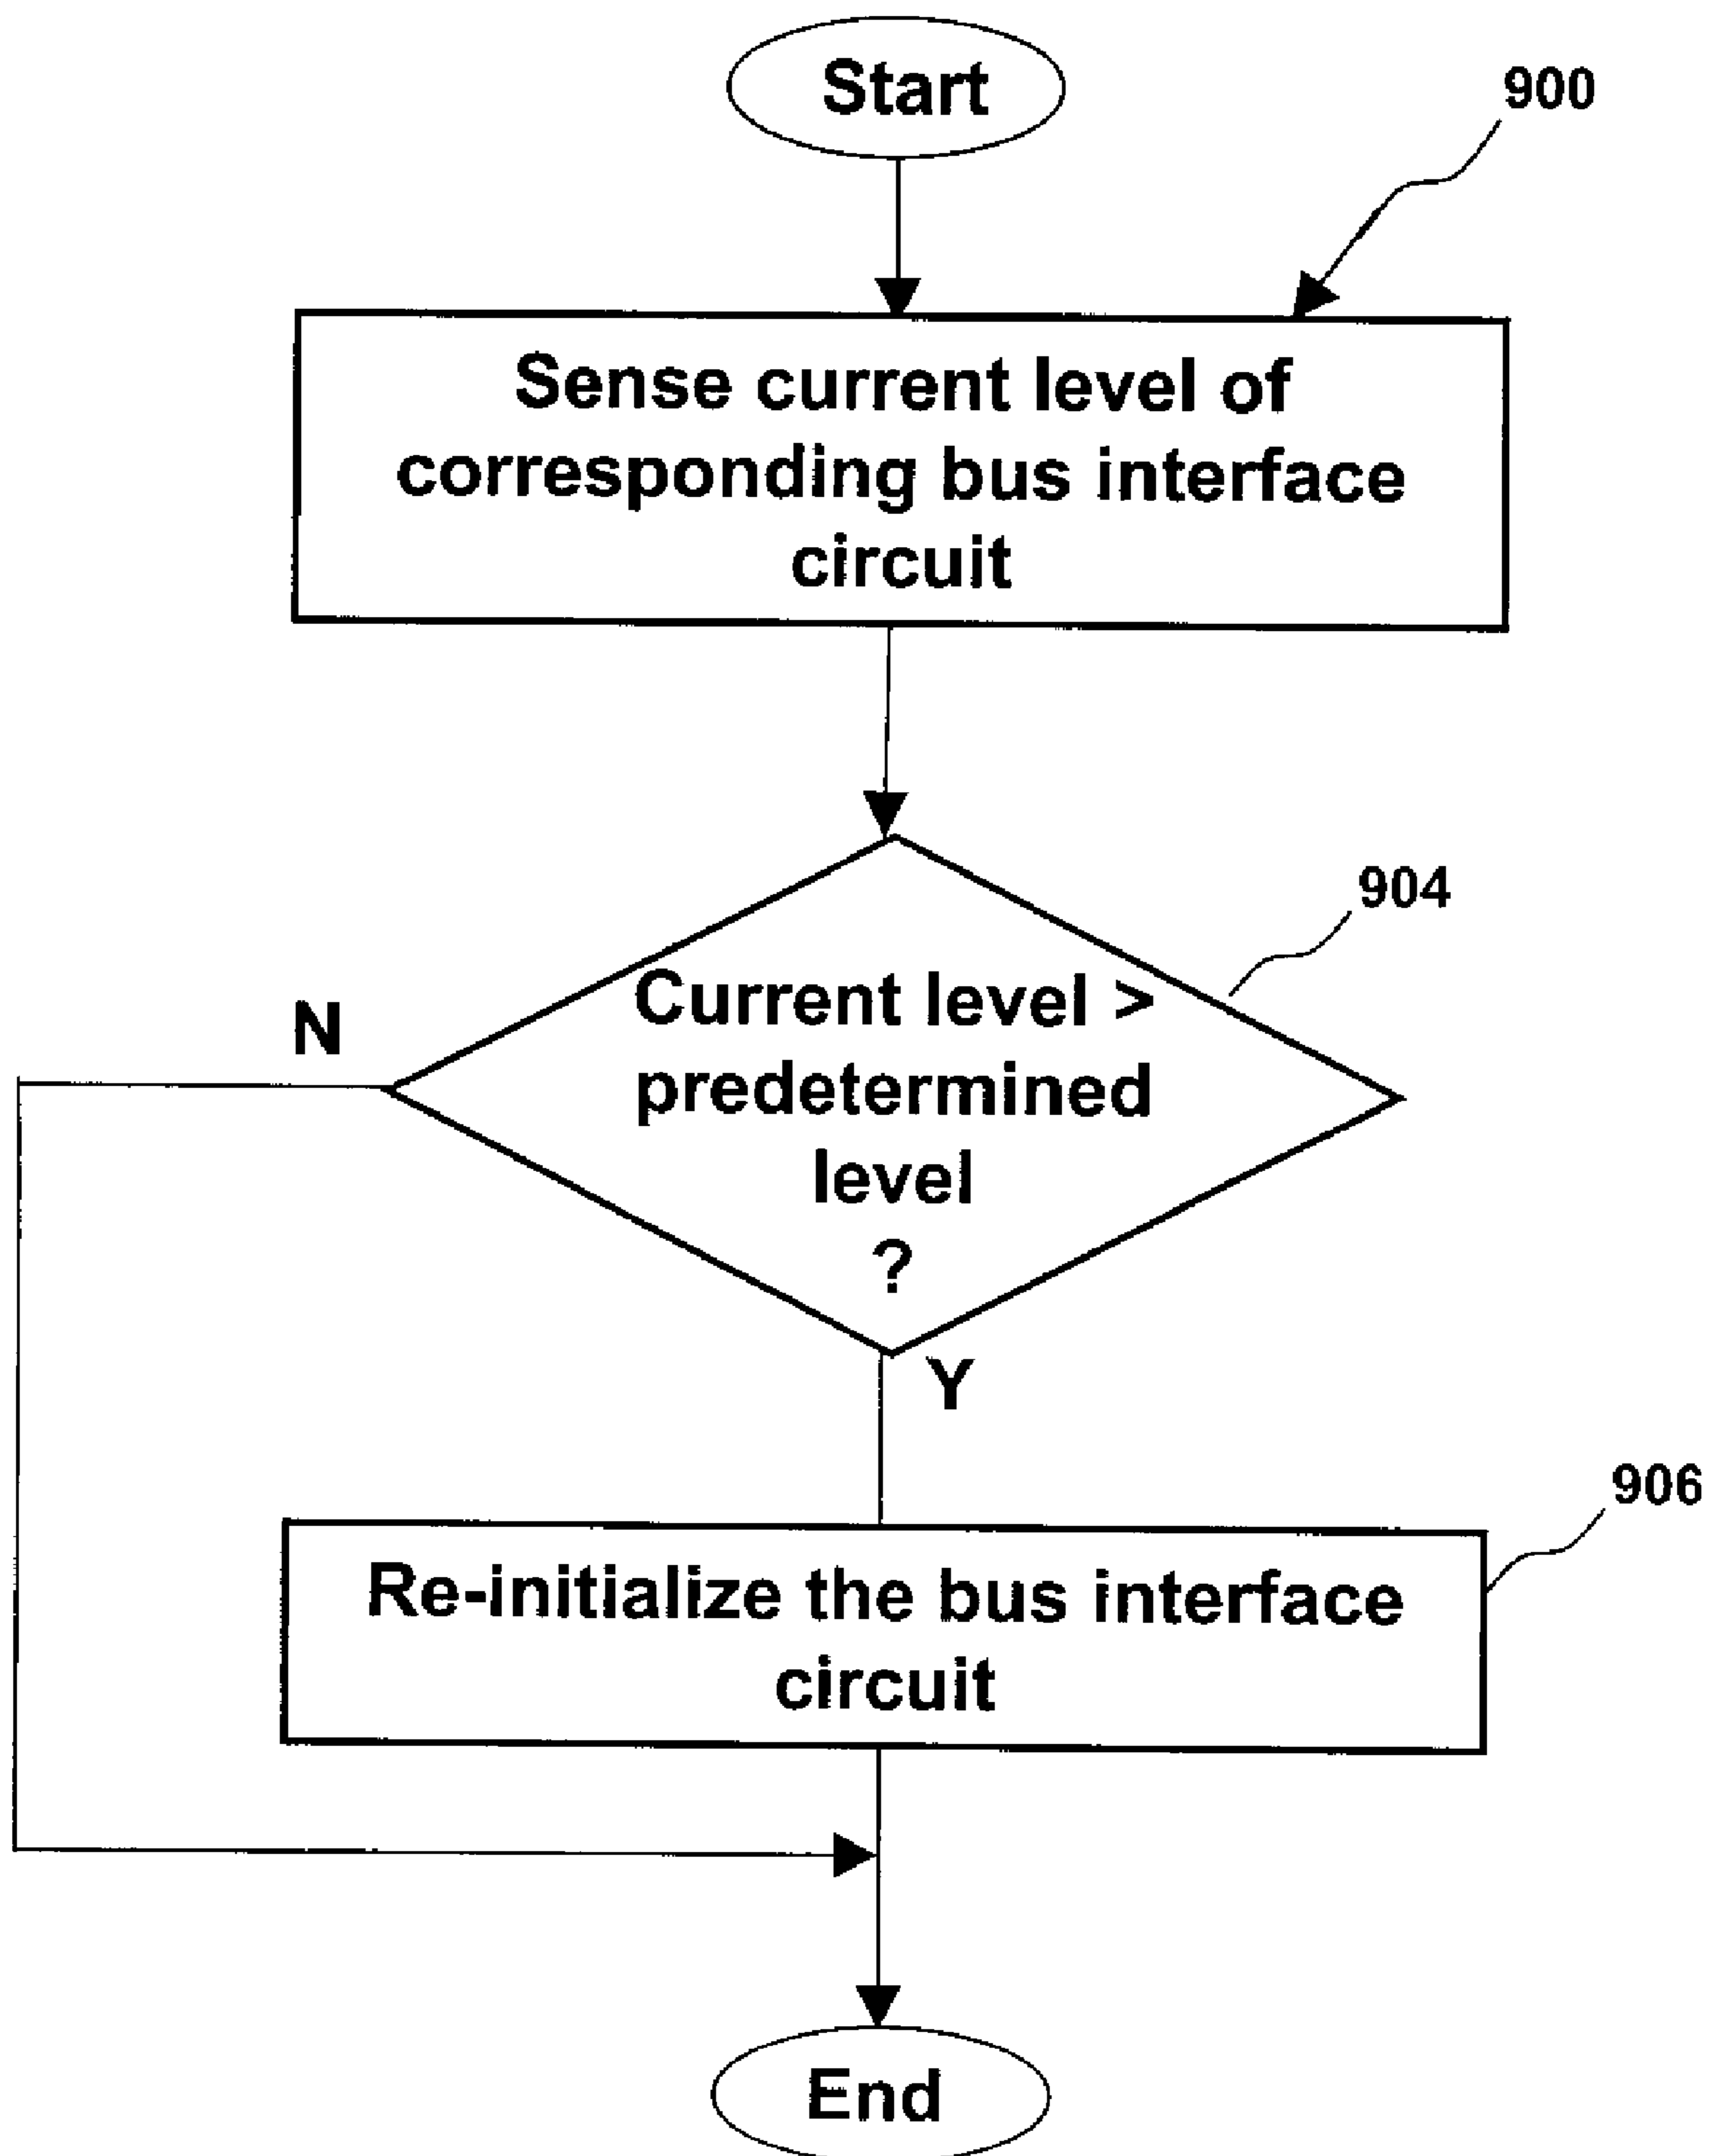 Start
900
Sense current level of
corresponding bus interface
circuit
904
N
Current level >
predetermined
level
?
Y
906
Re-initialize the bus interface
circuit
End